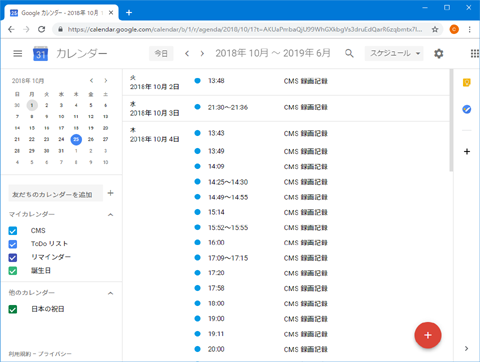 Google カレンダー - 2018年 10月
https://calendar.google.com/calendar/b/1/r/agenda/2018/10/1?
カレンダー
今日
2018年 10月 ～ 2019年 6月
スケジュール
2018年 10月
日 月 火 水 木 金 土
30 1 2 3 4 5 6
7 8 9 10 11 12 13
14 15 16 17 18 19 20
21 22 23 24 25 26 27
28 29 30 31 1 2 3
4 5 6 7 8 9 10
友だちのカレンダーを追加
マイカレンダー
CMS
ToDo リスト
リマインダー
誕生日
他のカレンダー
日本の祝日
利用規約 – プライバシー
火
2018年 10月 2日
13:48 CMS 録画記録
水
2018年 10月 3日
21:30～21:36 CMS 録画記録
木
2018年 10月 4日
13:43 CMS 録画記録
13:49 CMS 録画記録
14:09 CMS 録画記録
14:25～14:30 CMS 録画記録
14:49～14:55 CMS 録画記録
15:14 CMS 録画記録
15:52～15:55 CMS 録画記録
16:00 CMS 録画記録
17:09～17:15 CMS 録画記録
17:20 CMS 録画記録
17:58 CMS 録画記録
18:00 CMS 録画記録
19:00 CMS 録画記録
19:11 CMS 録画記録
20:00 CMS 録画記録